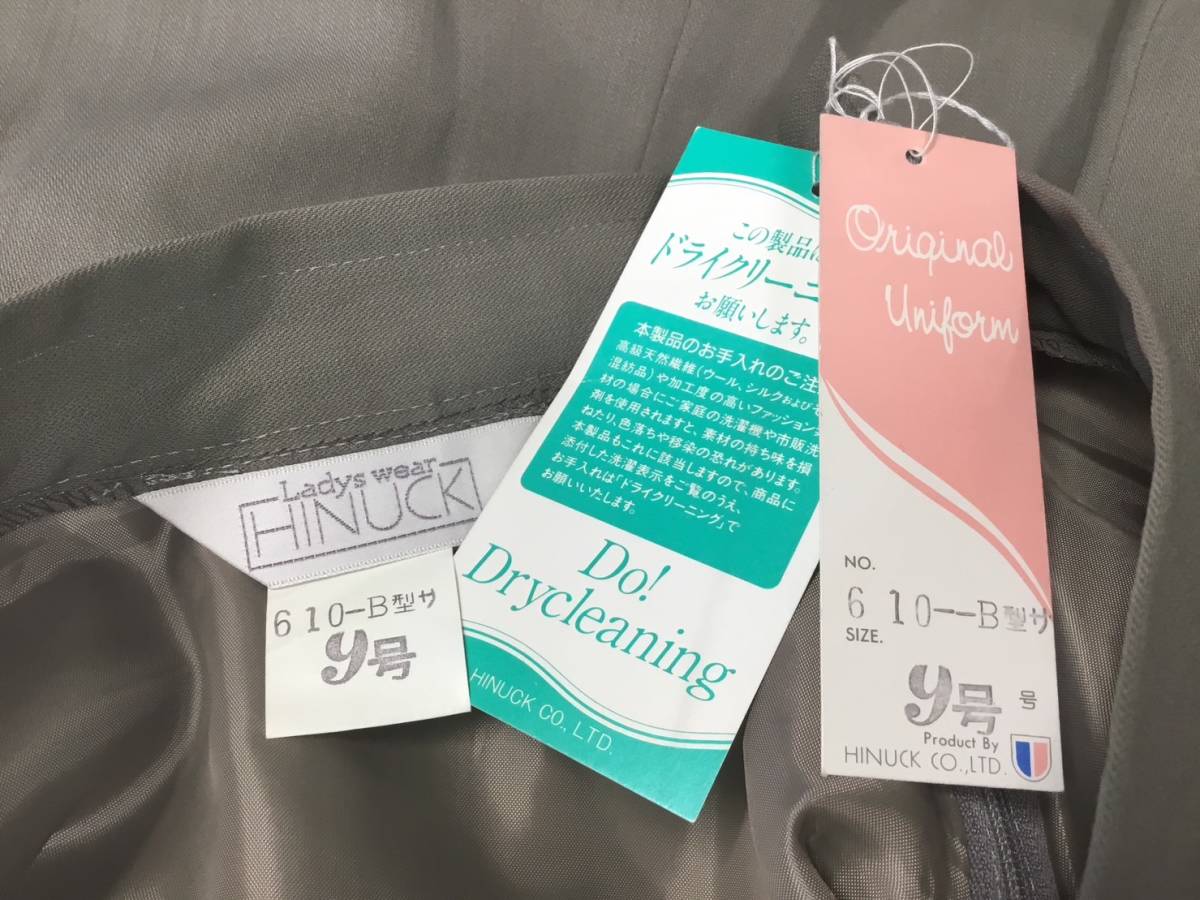 Ladys wear
HINUCK
610-B型サ
9号
この製品は
ドライクリーニ
お願いします。
本製品のお手入れのご注
高級天然繊維(ウール、シルクおよびそ
混紡品)や加工度の高いファッション
材の場合にご家庭の洗濯機や市販洗
剤を使用されますと、素材の持ち味を損
ねたり、色落ちや移染の恐れがあります。
本製品もこれに該当しますので、商品に
添付した洗濯表示をご覧のうえ、
お手入れは「ドライクリーニング」で
お願いいたします。
Do!
Drycleaning
HINUCK CO., LTD.
Original
Uniform
NO.
610--B型サ
SIZE.
9号 号
Product By
HINUCK CO.,LTD.